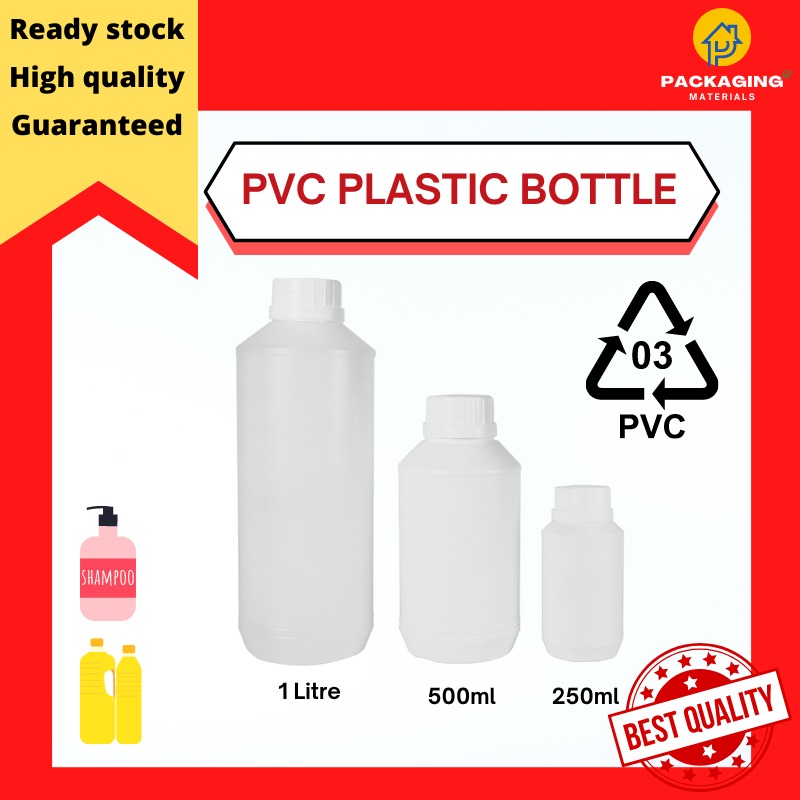 Ready stock
High quality
Guaranteed
PACKAGING
MATERIALS
PVC PLASTIC BOTTLE
03
PVC
SHAMPOO
1 Litre
500ml
250ml
BEST QUALITY